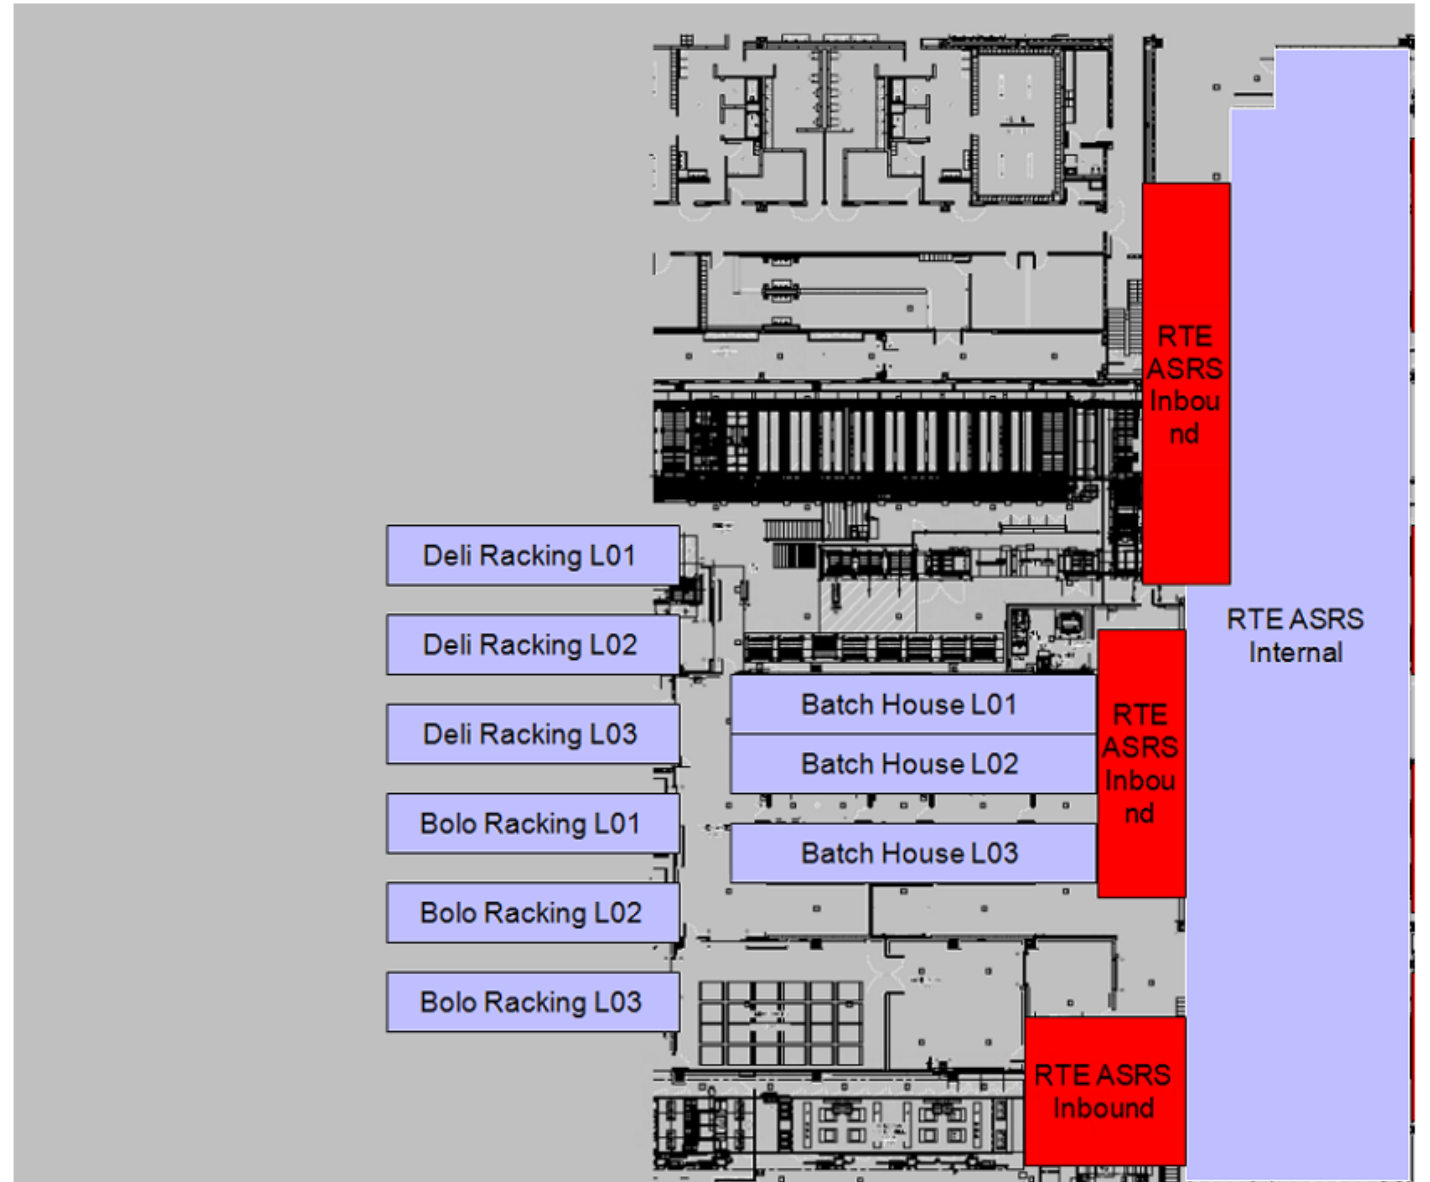 RTE
ASRS
Inbou
nd
Deli Racking L01
RTE ASRS
Internal
Deli Racking L02
Batch House L01
Deli Racking L03
RTE
ASRS
Inbou
nd
Batch House L02
Bolo Racking L01
Batch House L03
Bolo Racking L02
Bolo Racking L03
RTE ASRS
Inbound